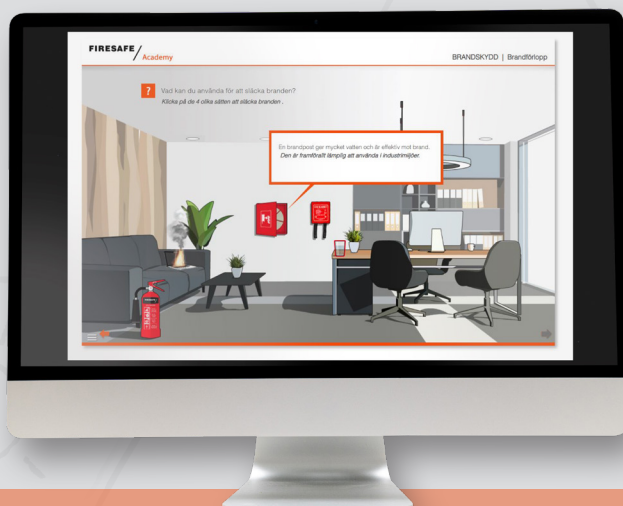 FIRESAFE
Academy
BRANDSKYDD | Brandförlopp
? Vad kan du använda för att släcka branden?
Klicka på de 4 olika sätten att släcka branden .
En brandpost ger mycket vatten och är effektiv mot brand.
Den är framförallt lämplig att använda i industrimiljöer.